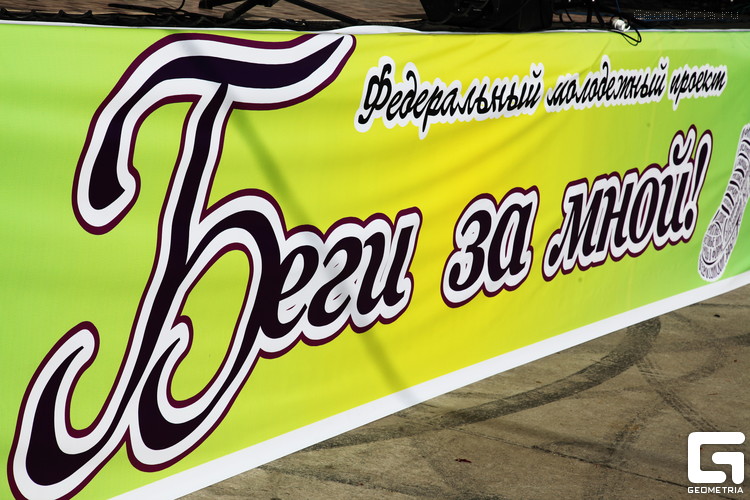 Geometria.ru
Федеральный молодежный проект
Беги за мной!
GEOMETRIA